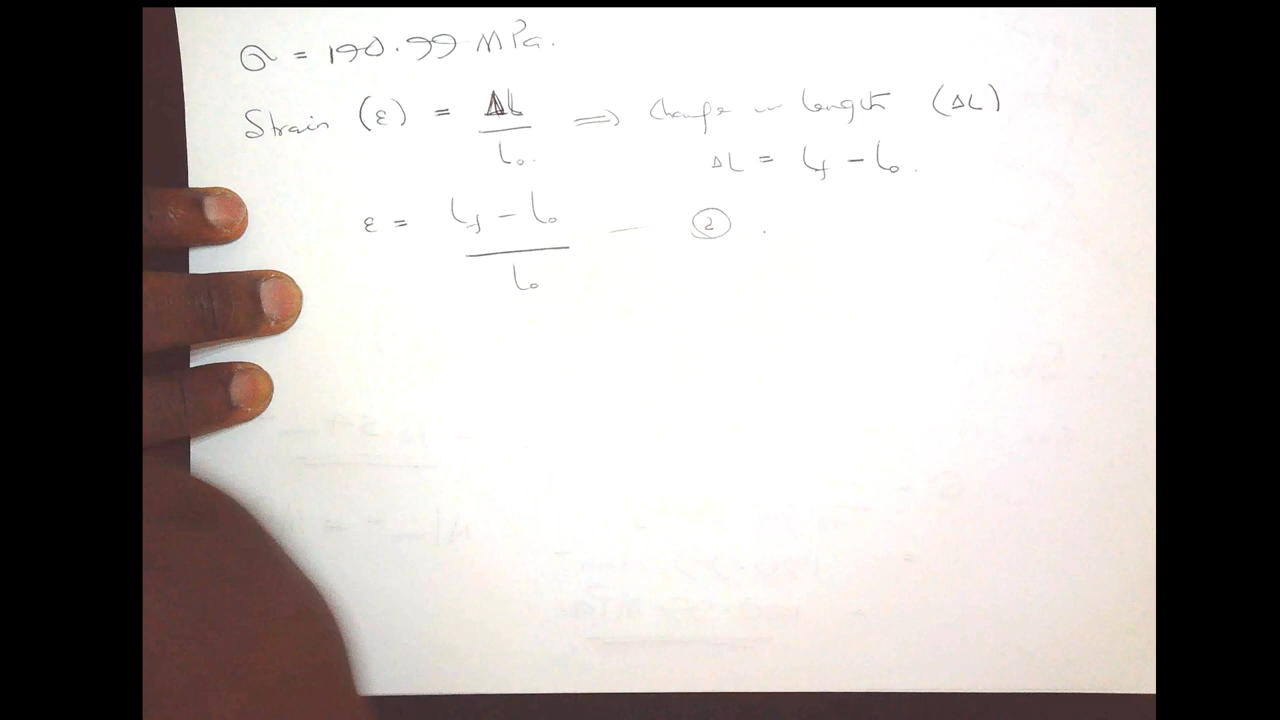 σ = 190.99 MPa.
Strain (ε) = ΔL / L₀. ⟹ change in length (ΔL)
ΔL = Lf − L₀.
ε = Lf − L₀ / L₀ — ②.